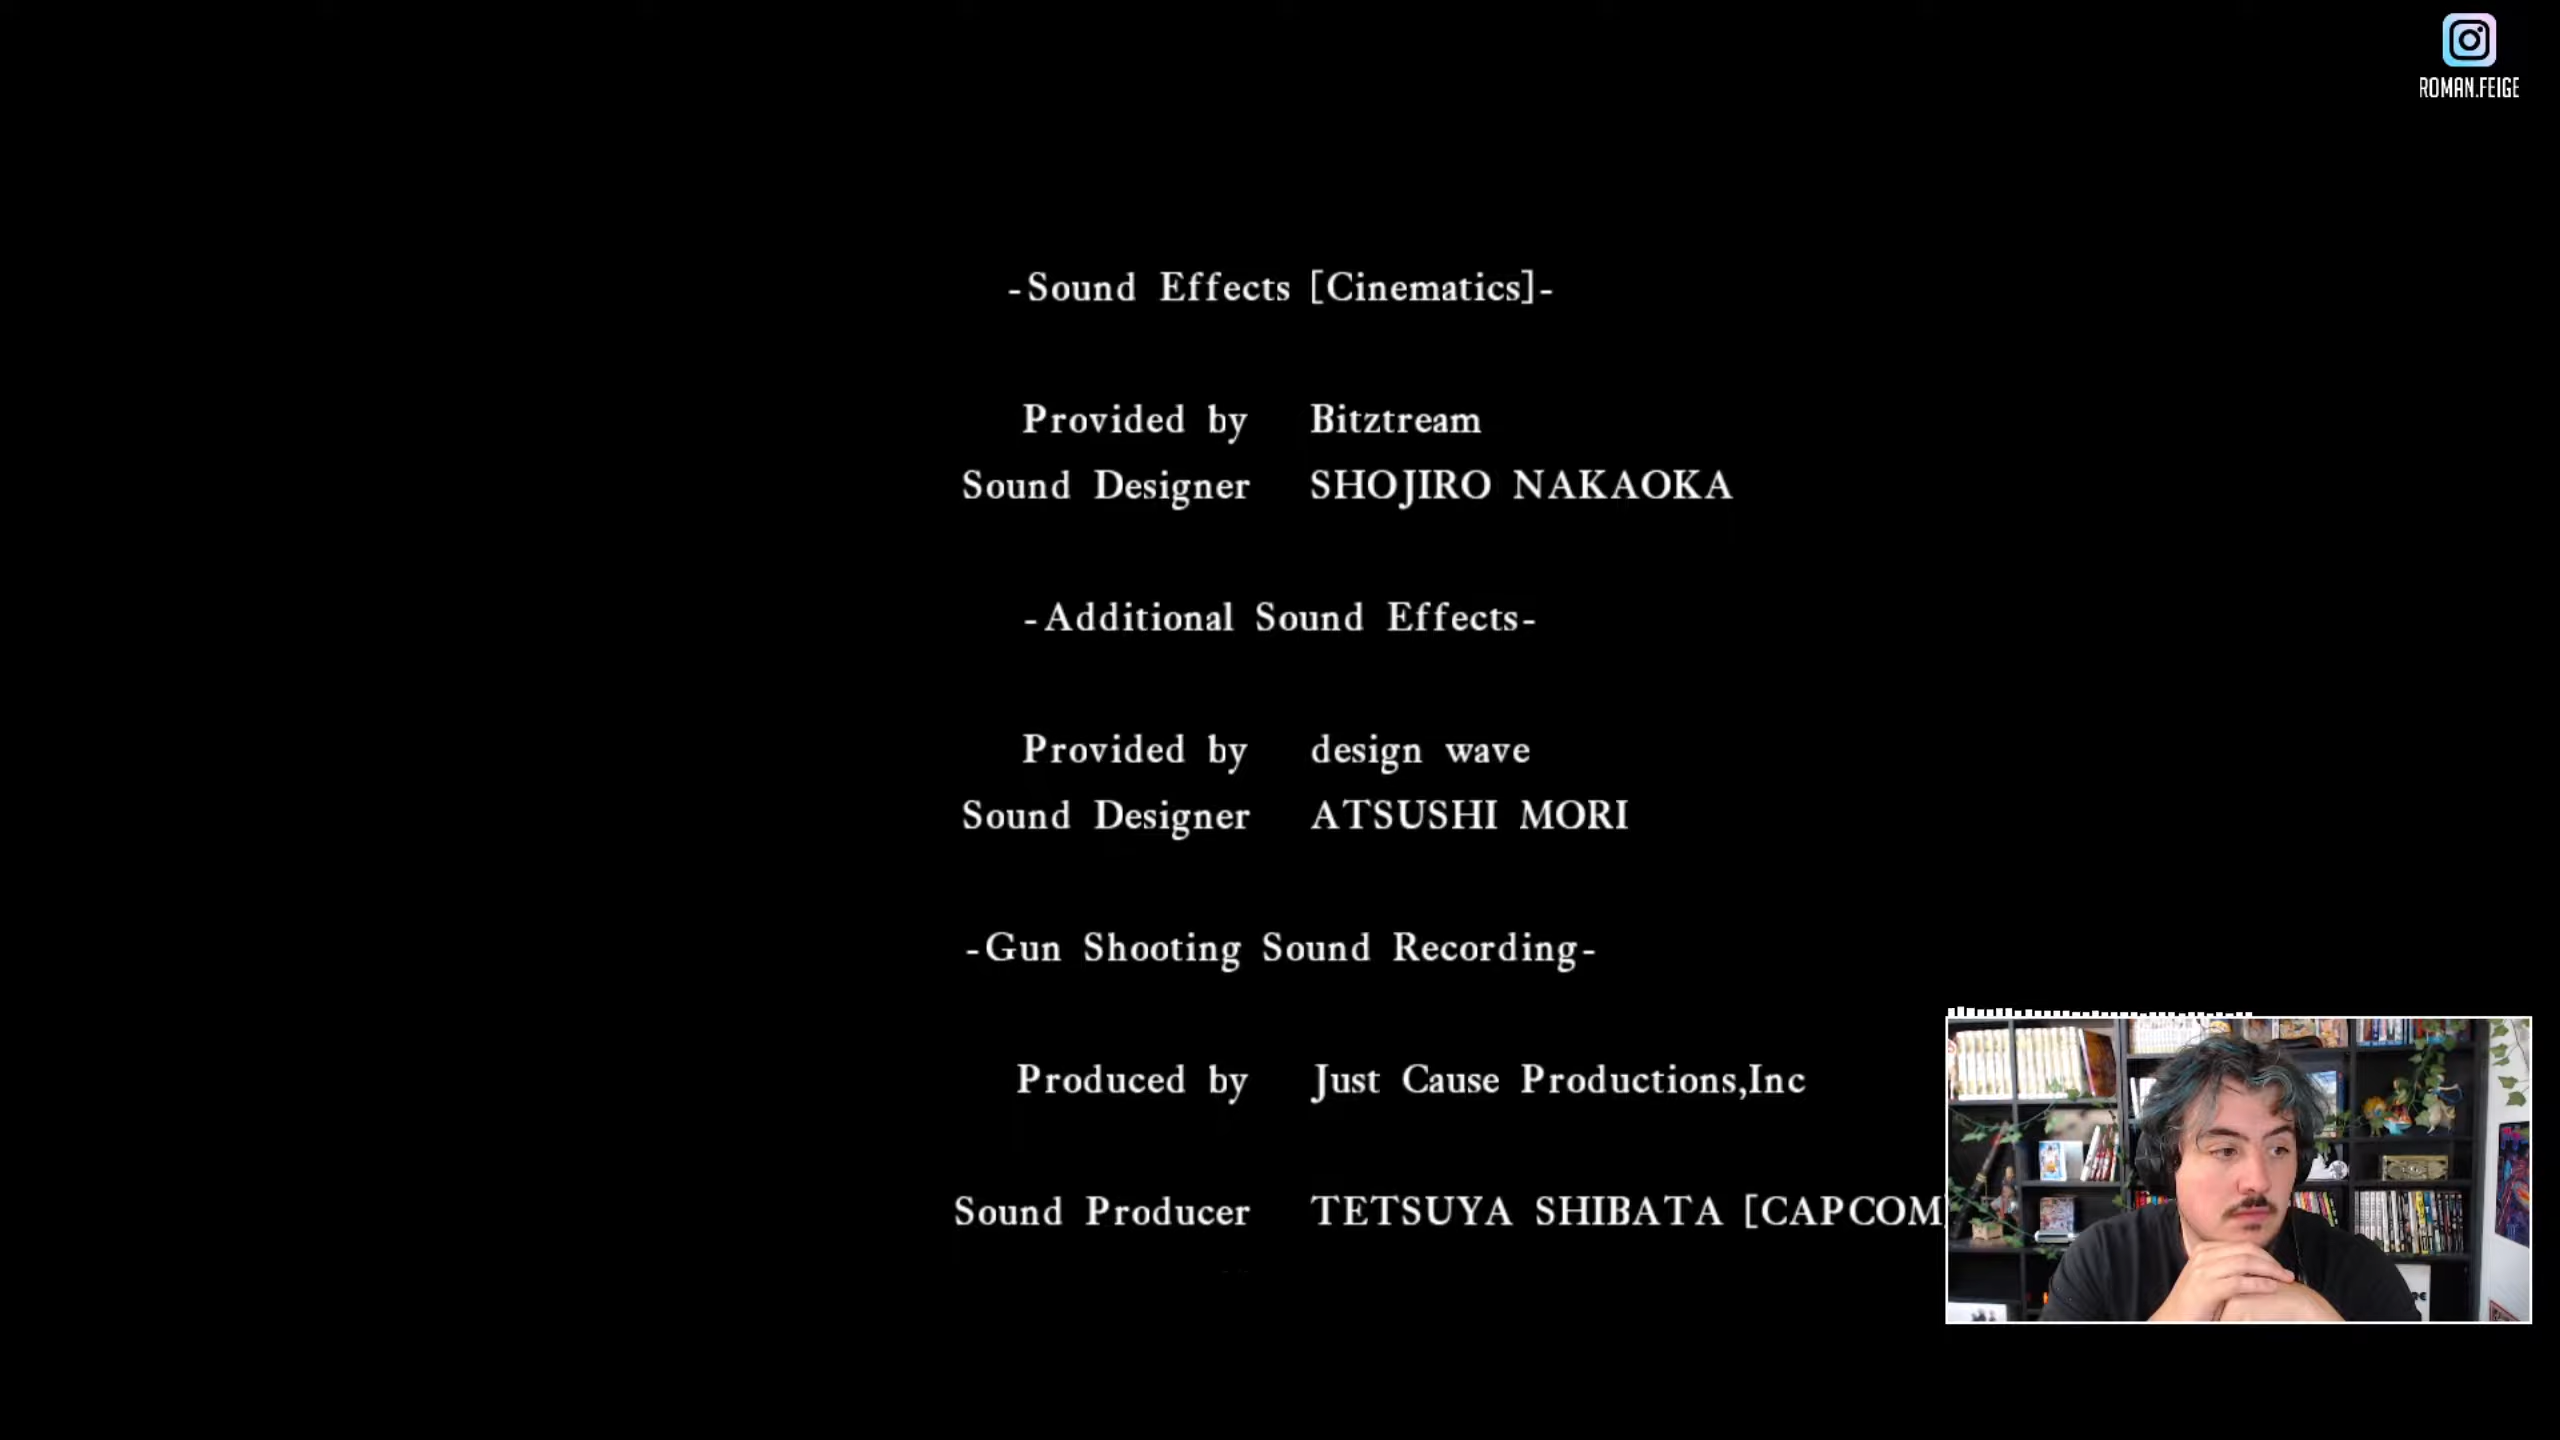 ROMAN.FEIGE
-Sound Effects [Cinematics]-
Provided by Bitztream
Sound Designer SHOJIRO NAKAOKA
-Additional Sound Effects-
Provided by design wave
Sound Designer ATSUSHI MORI
-Gun Shooting Sound Recording-
Produced by Just Cause Productions,Inc
Sound Producer TETSUYA SHIBATA [CAPCOM]